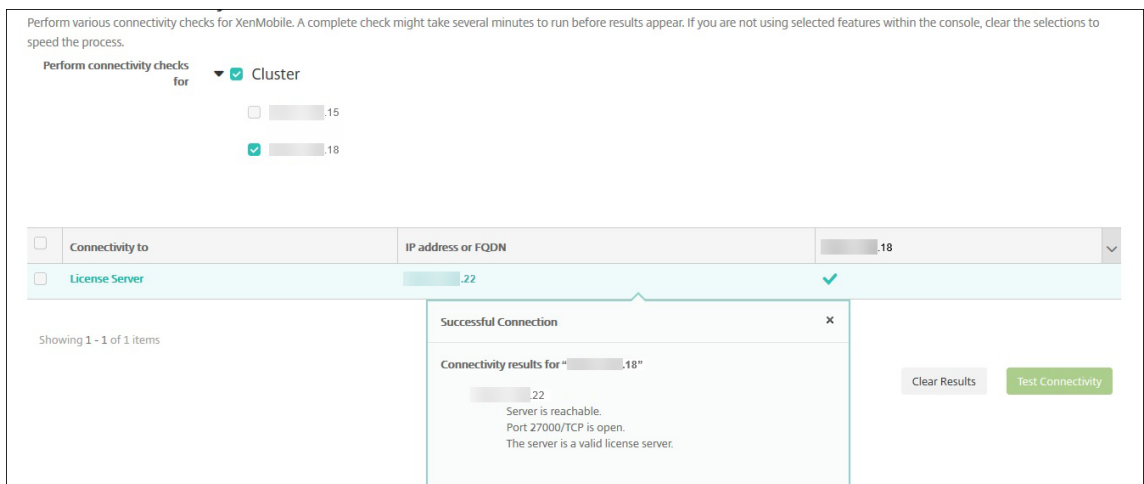 Perform various connectivity checks for XenMobile. A complete check might take several minutes to run before results appear. If you are not using selected features within the console, clear the selections to
speed the process.
Perform connectivity checks
for
Cluster
.15
.18
Connectivity to IP address or FQDN .18
License Server .22
Successful Connection
Showing 1 - 1 of 1 items
Connectivity results for “ .18”
Clear Results Test Connectivity
.22
Server is reachable.
Port 27000/TCP is open.
The server is a valid license server.